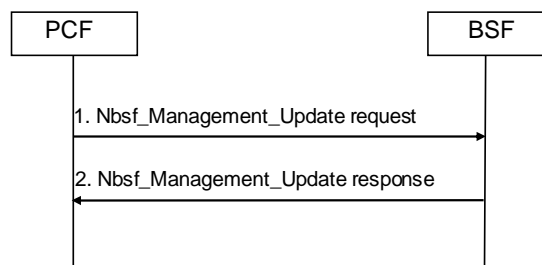 PCF
BSF
1. Nbsf_Management_Update request
2. Nbsf_Management_Update response